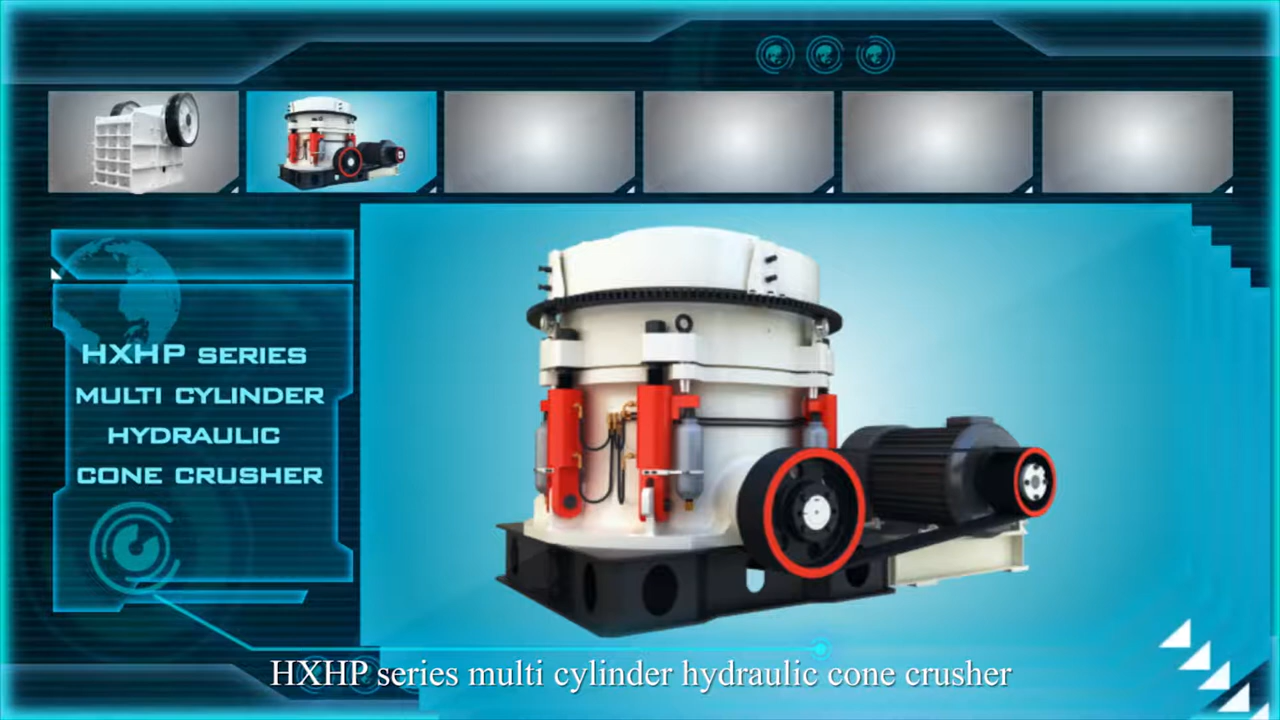 HXHP SERIES
MULTI CYLINDER
HYDRAULIC
CONE CRUSHER
HXHP series multi cylinder hydraulic cone crusher